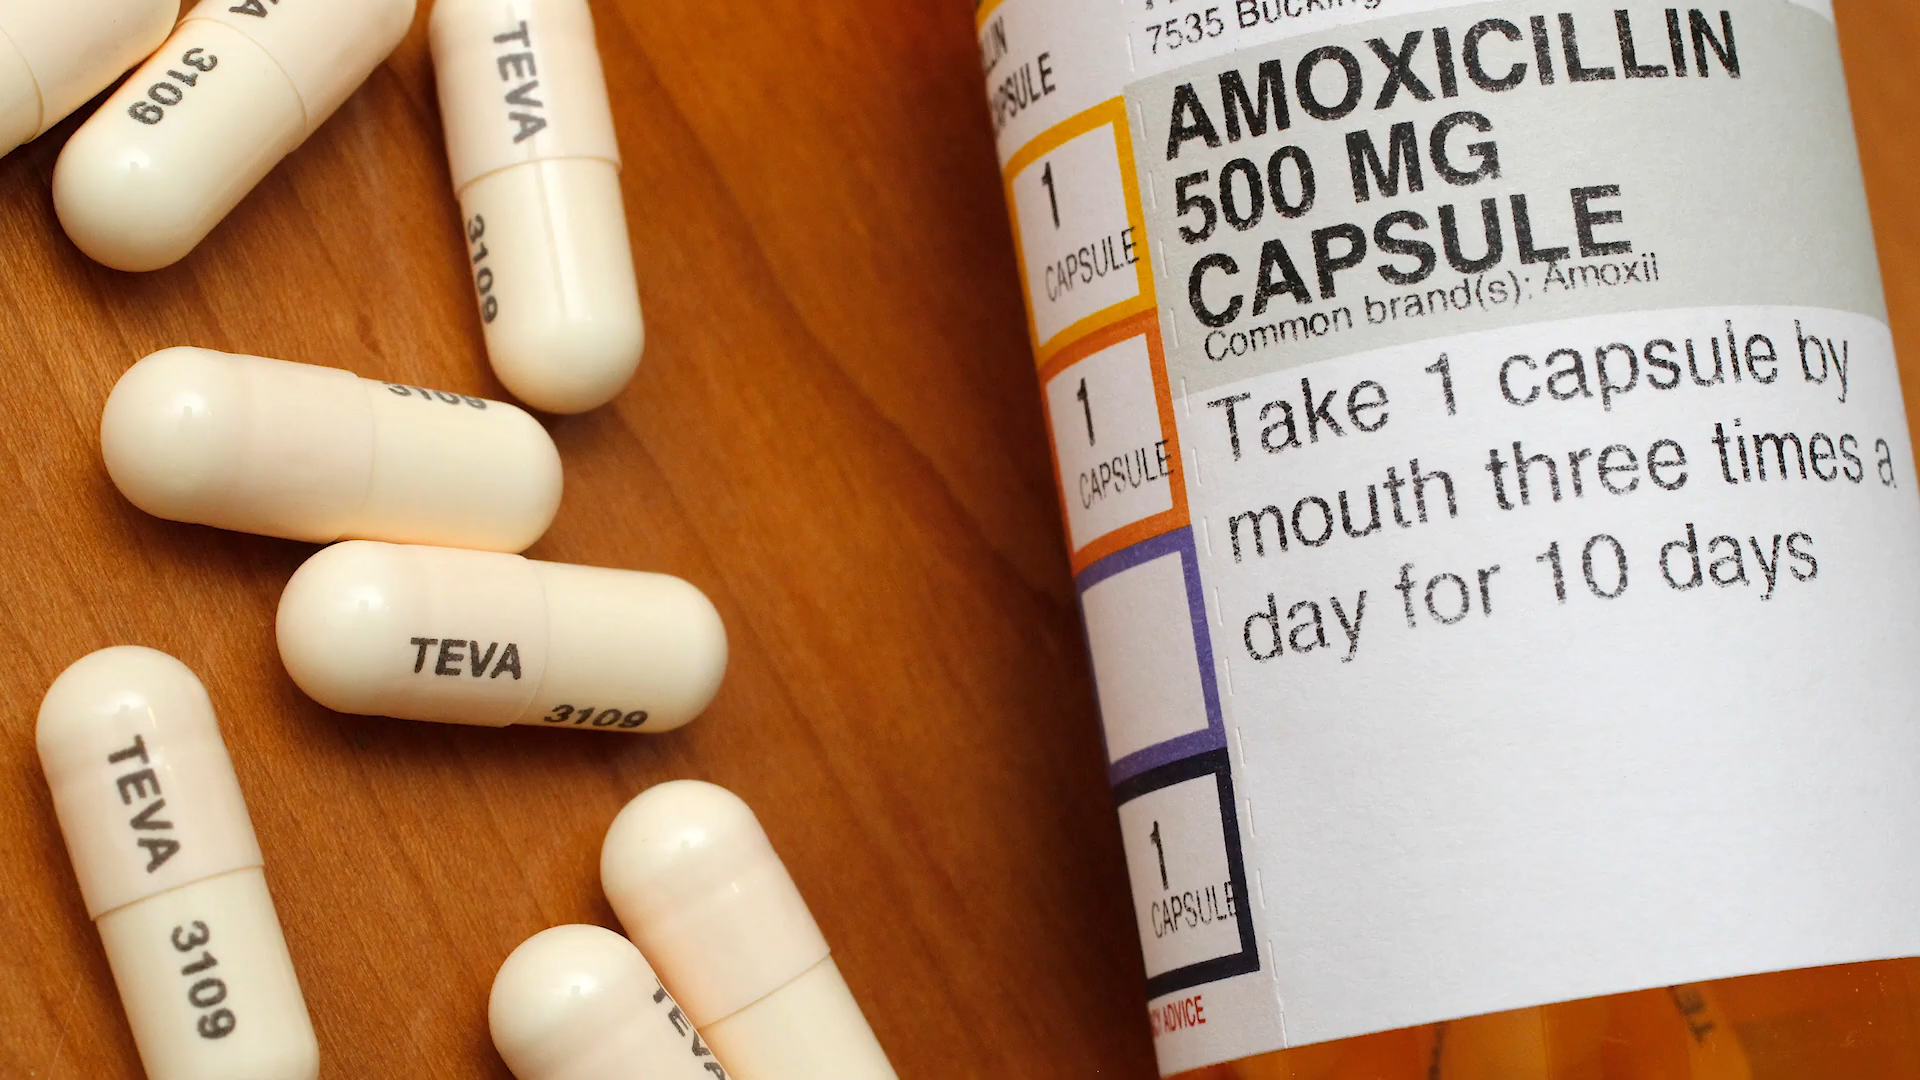 3109
TEVA
3109
3109
TEVA
3109
TEVA
3109
TEVA
CAPSULE
1
CAPSULE
1
CAPSULE
1
CAPSULE
ADVICE
7535
AMOXICILLIN
500 MG
CAPSULE
Common brand(s): Amoxil
Take 1 capsule by
mouth three times a
day for 10 days